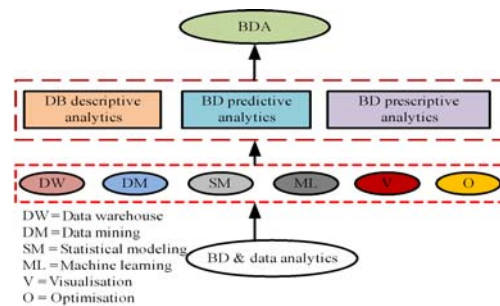 BDA
DB descriptive
analytics
BD predictive
analytics
BD prescriptive
analytics
DW
DM
SM
ML
V
O
DW = Data warehouse
DM = Data mining
SM = Statistical modeling
ML = Machine learning
V = Visualisation
O = Optimisation
BD & data analytics